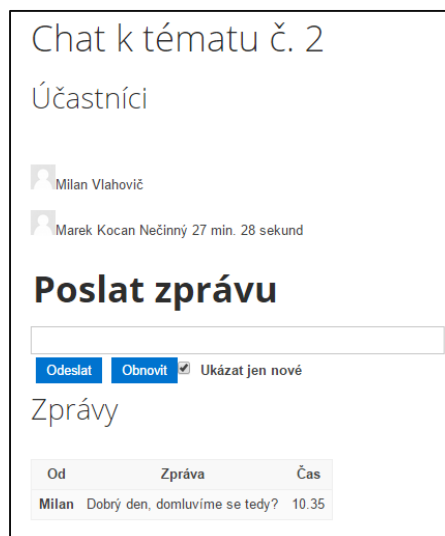 Chat k tématu č. 2
Účastníci
Milan Vlahovič
Marek Kocan Nečinný 27 min. 28 sekund
Poslat zprávu
Odeslat Obnovit Ukázat jen nové
Zprávy
Od Zpráva Čas
Milan Dobrý den, domluvíme se tedy? 10.35